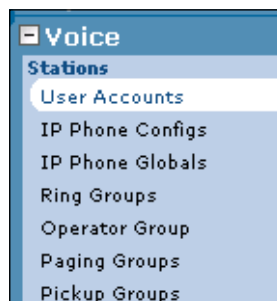 Voice
Stations
User Accounts
IP Phone Configs
IP Phone Globals
Ring Groups
Operator Group
Paging Groups
Pickup Groups